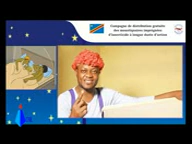 Campagne de distribution gratuite
des moustiquaires imprégnées
d'insecticide à longue durée d'action